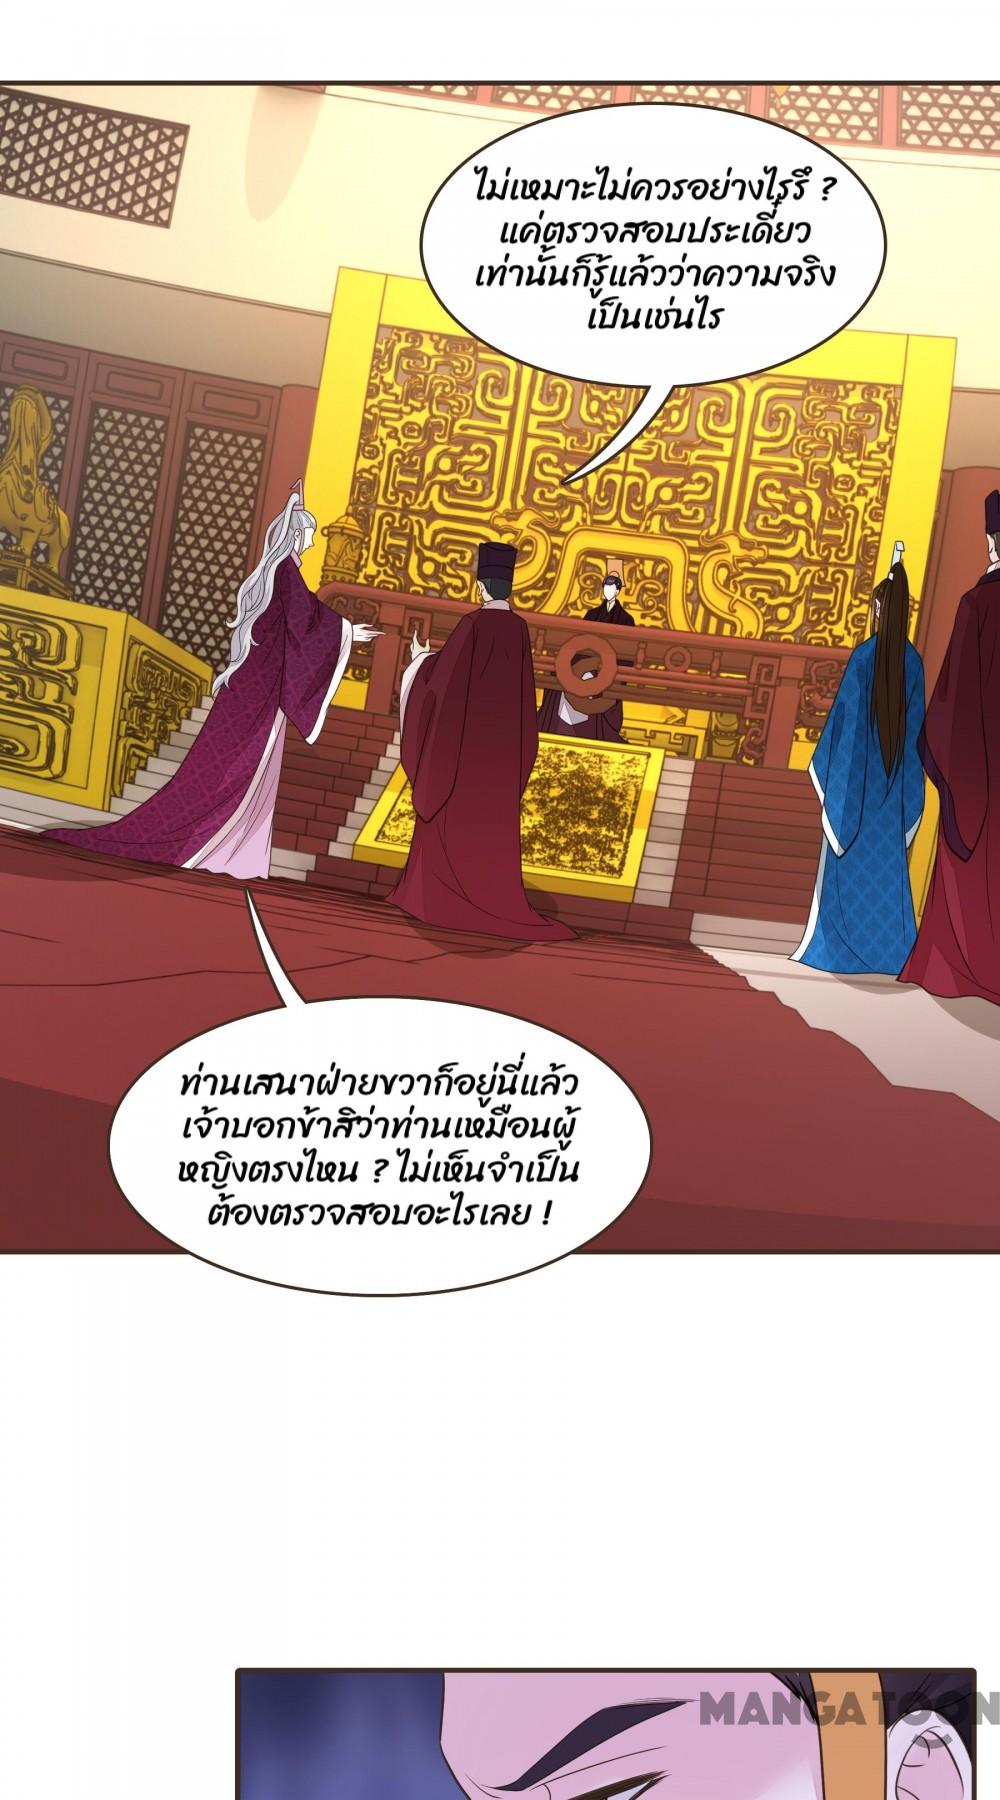 ไม่เหมาะไม่ควรอย่างไรรึ ?
แค่ตรวจสอบประเดี๋ยว
เท่านั้นก็รู้แล้วว่าความจริง
เป็นเช่นไร
ท่านเสนาฝ่ายขวาก็อยู่นี่แล้ว
เจ้าบอกข้าสิว่าท่านเหมือนผู้
หญิงตรงไหน ? ไม่เห็นจำเป็น
ต้องตรวจสอบอะไรเลย !
MANGATOON